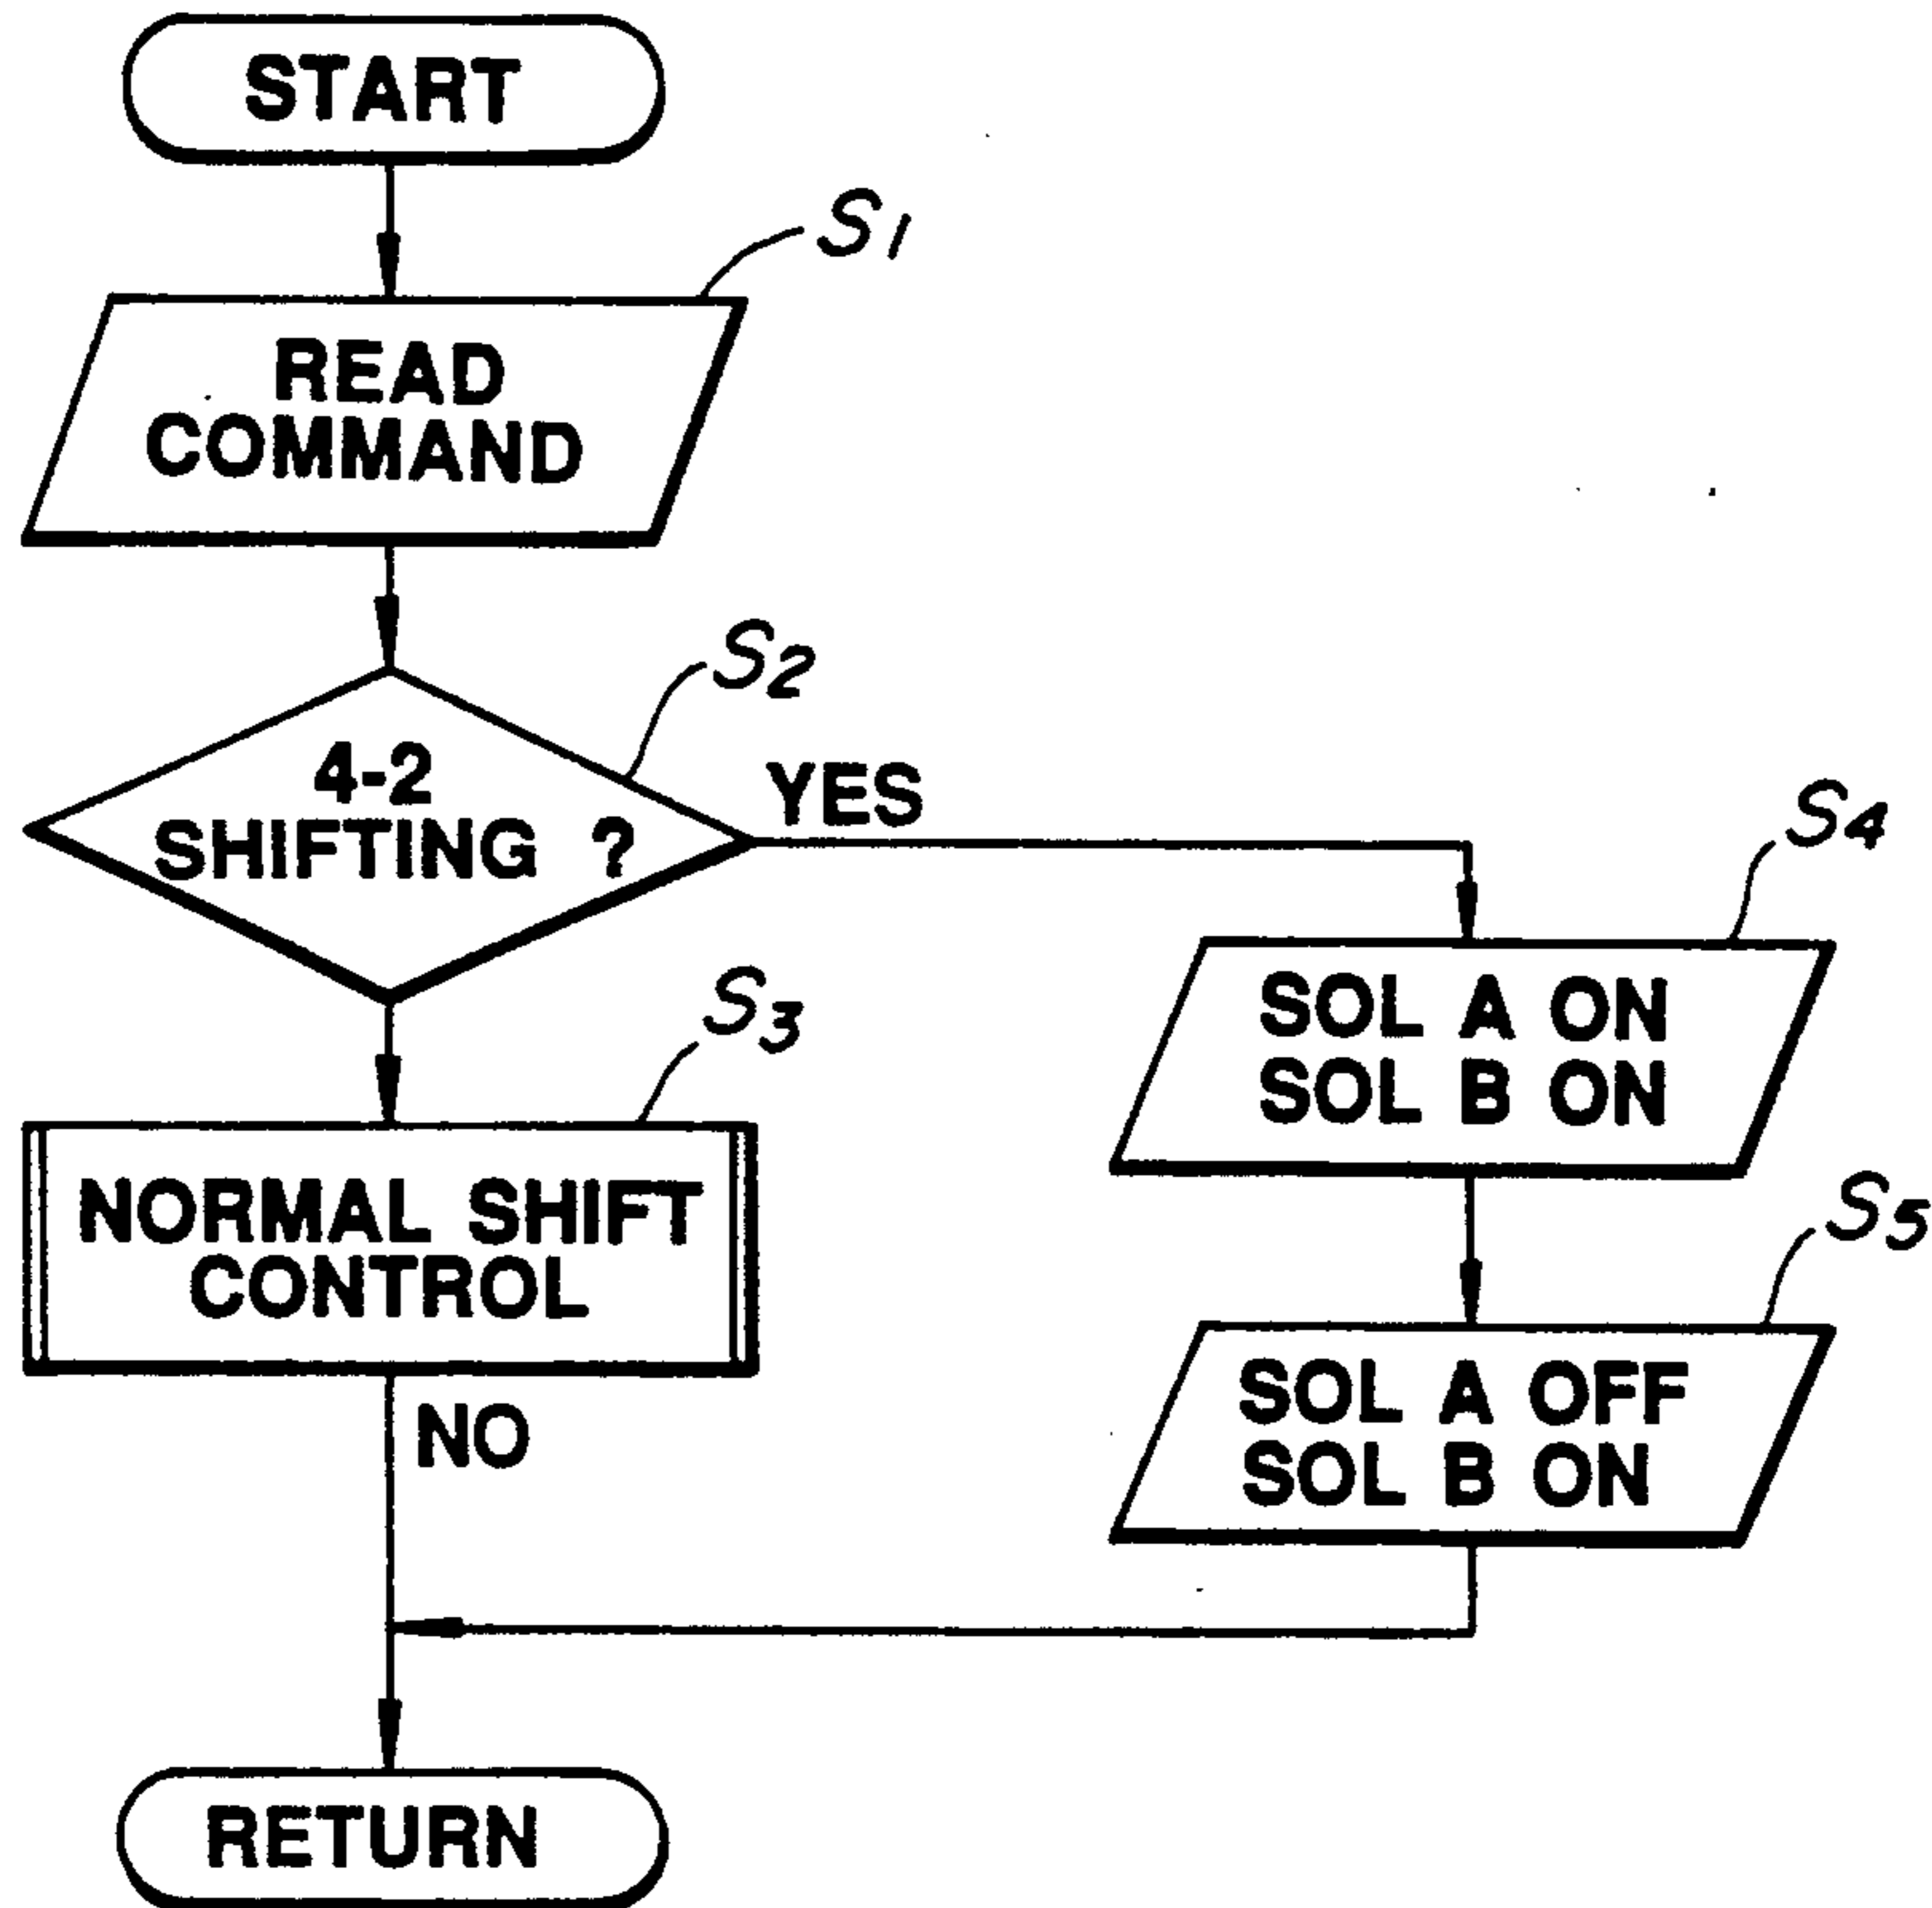 START
S1
READ
COMMAND
S2
4-2
SHIFTING ?
YES
S3
NORMAL SHIFT
CONTROL
NO
S4
SOL A ON
SOL B ON
S5
SOL A OFF
SOL B ON
RETURN